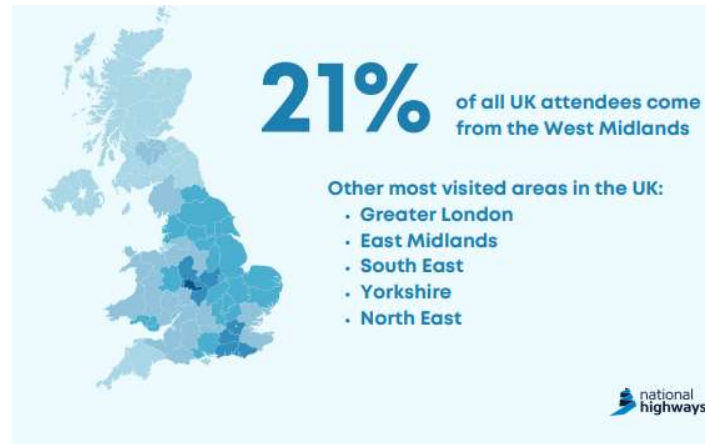 21%
of all UK attendees come
from the West Midlands
Other most visited areas in the UK:
• Greater London
• East Midlands
• South East
• Yorkshire
• North East
national
highways